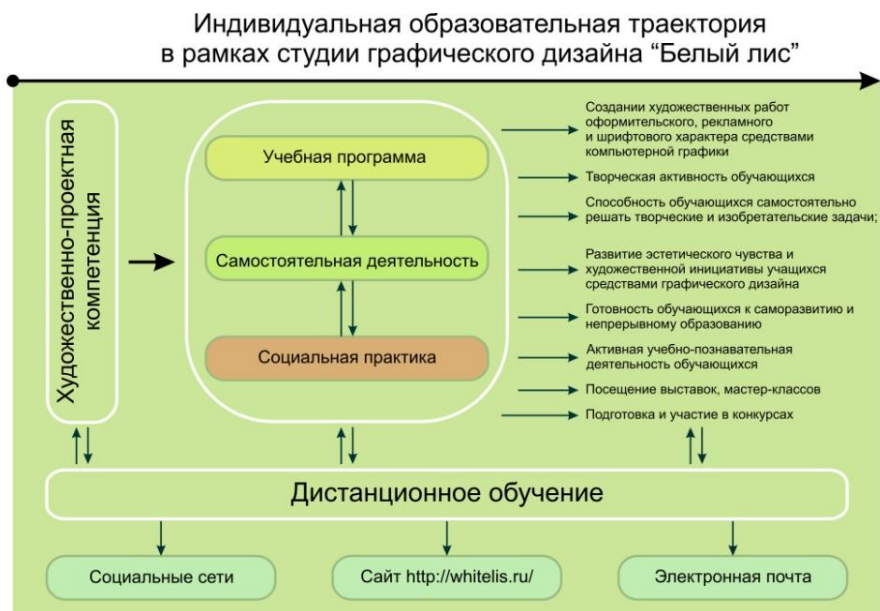 Индивидуальная образовательная траектория
в рамках студии графического дизайна “Белый лис”
Художественно-проектная
компетенция
Учебная программа
Самостоятельная деятельность
Социальная практика
Создании художественных работ
оформительского, рекламного
и шрифтового характера средствами
компьютерной графики
Творческая активность обучающихся
Способность обучающихся самостоятельно
решать творческие и изобретательские задачи;
Развитие эстетического чувства и
художественной инициативы учащихся
средствами графического дизайна
Готовность обучающихся к саморазвитию и
непрерывному образованию
Активная учебно-познавательная
деятельность обучающихся
Посещение выставок, мастер-классов
Подготовка и участие в конкурсах
Дистанционное обучение
Социальные сети
Сайт http://whitelis.ru/
Электронная почта